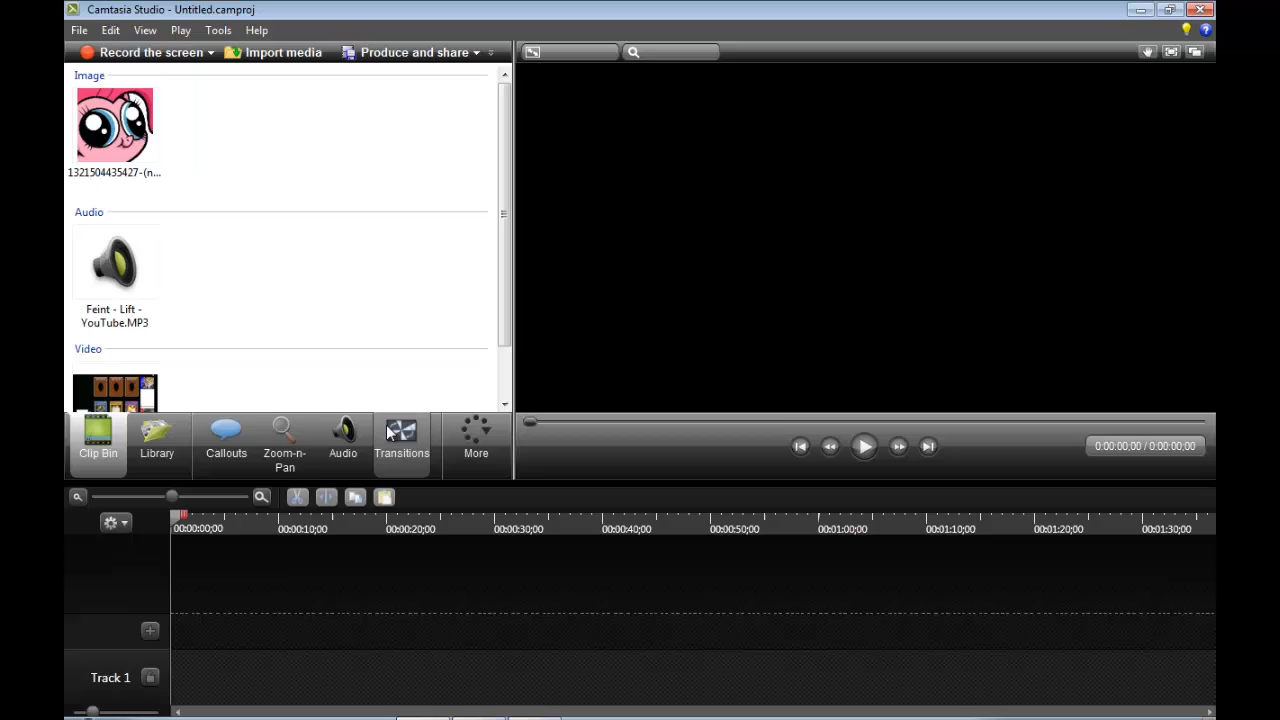 Camtasia Studio - Untitled.camproj
File Edit View Play Tools Help
Record the screen Import media Produce and share
Image
1321504435427-(n...
Audio
Feint - Lift -
YouTube.MP3
Video
Clip Bin Library Callouts Zoom-n- Audio Transitions More
Pan
0:00:00;00 / 0:00:00;00
00:00:00;00 00:00:10;00 00:00:20;00 00:00:30;00 00:00:40;00 00:00:50;00 00:01:00;00 00:01:10;00 00:01:20;00 00:01:30;00
Track 1